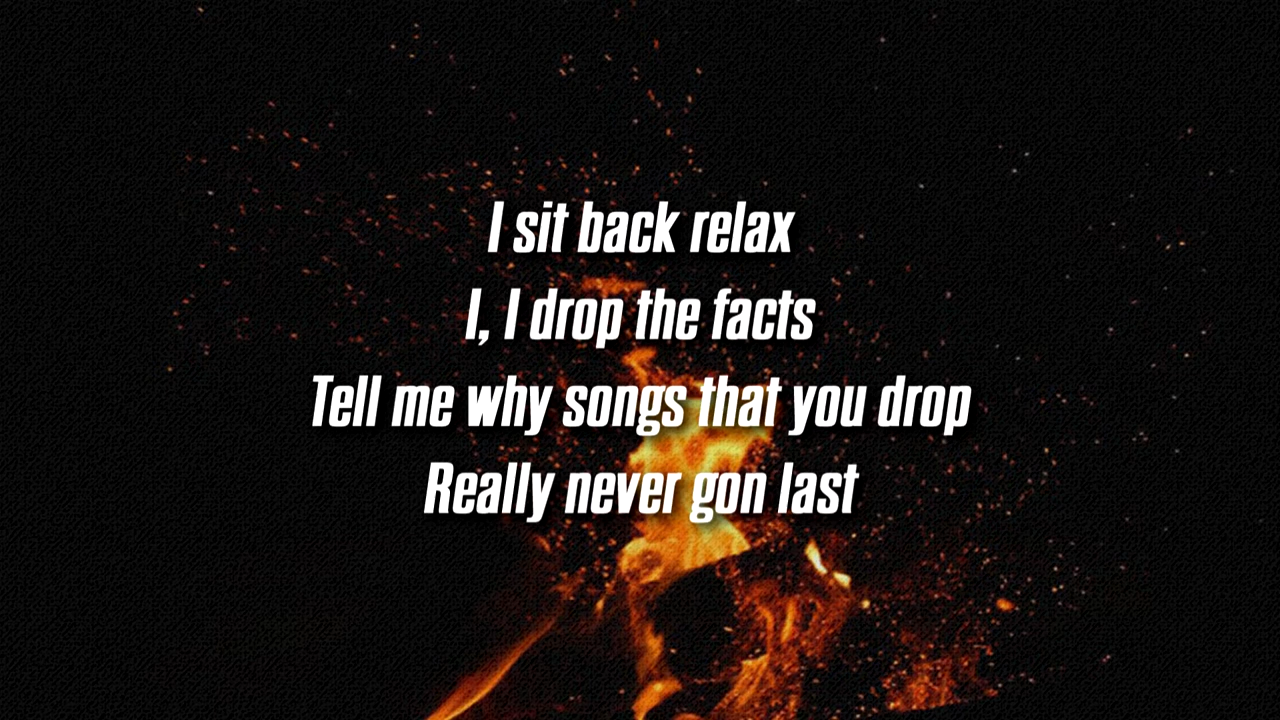 I sit back relax
I, I drop the facts
Tell me why songs that you drop
Really never gon last